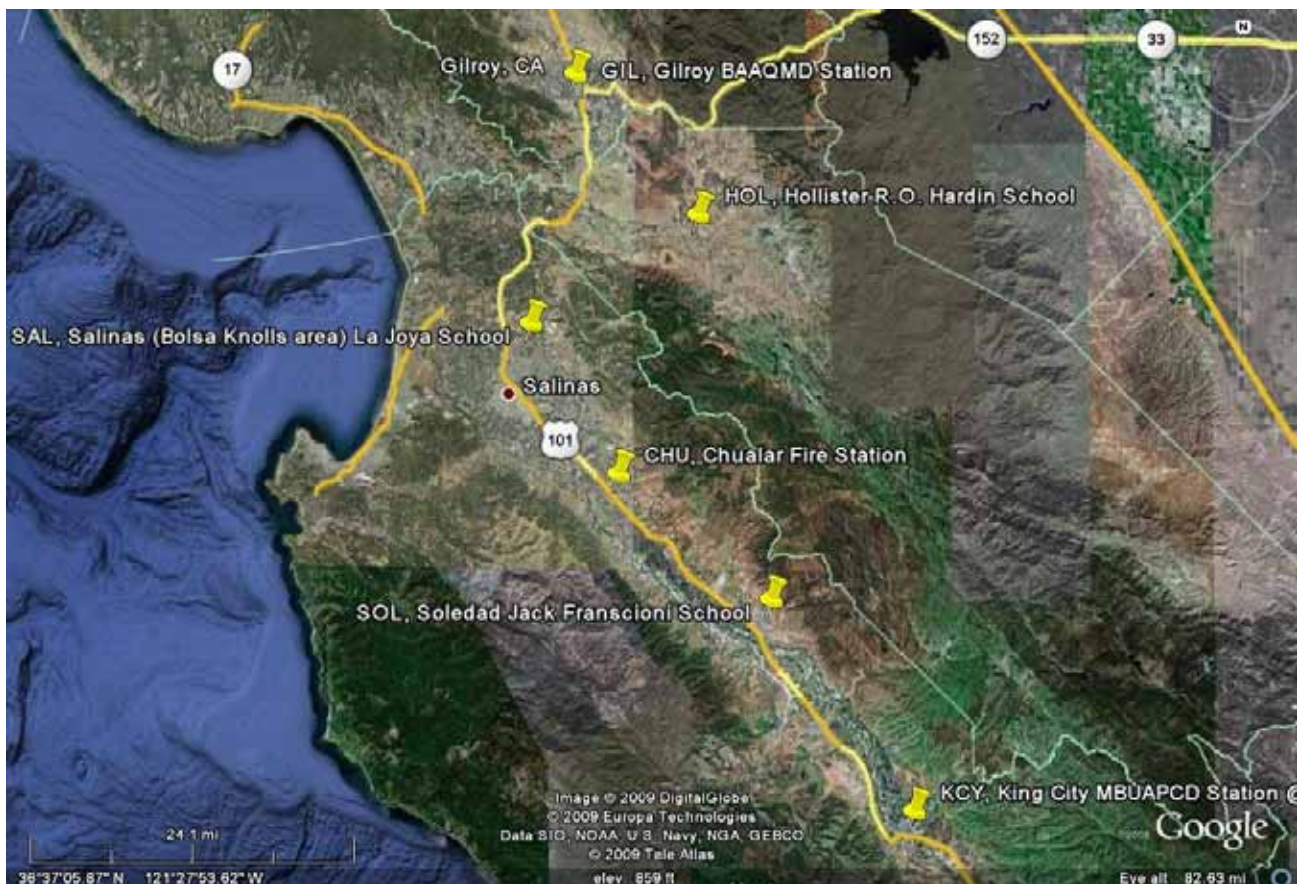 17
152
33
N
Gilroy, CA
GIL, Gilroy BAAQMD Station
HOL, Hollister R.O. Hardin School
SAL, Salinas (Bolsa Knolls area) La Joya School
Salinas
101
CHU, Chualar Fire Station
SOL, Soledad Jack Franscioni School
KCY, King City MBUAPCD Station @
Image © 2009 DigitalGlobe
© 2009 Europa Technologies
Data SIO, NOAA, U.S. Navy, NGA, GEBCO
© 2009 Tele Atlas
©2009 Google
24.1 mi
36°37'05.87" N 121°27'53.62" W
elev 859 ft
Eye alt 82.63 mi